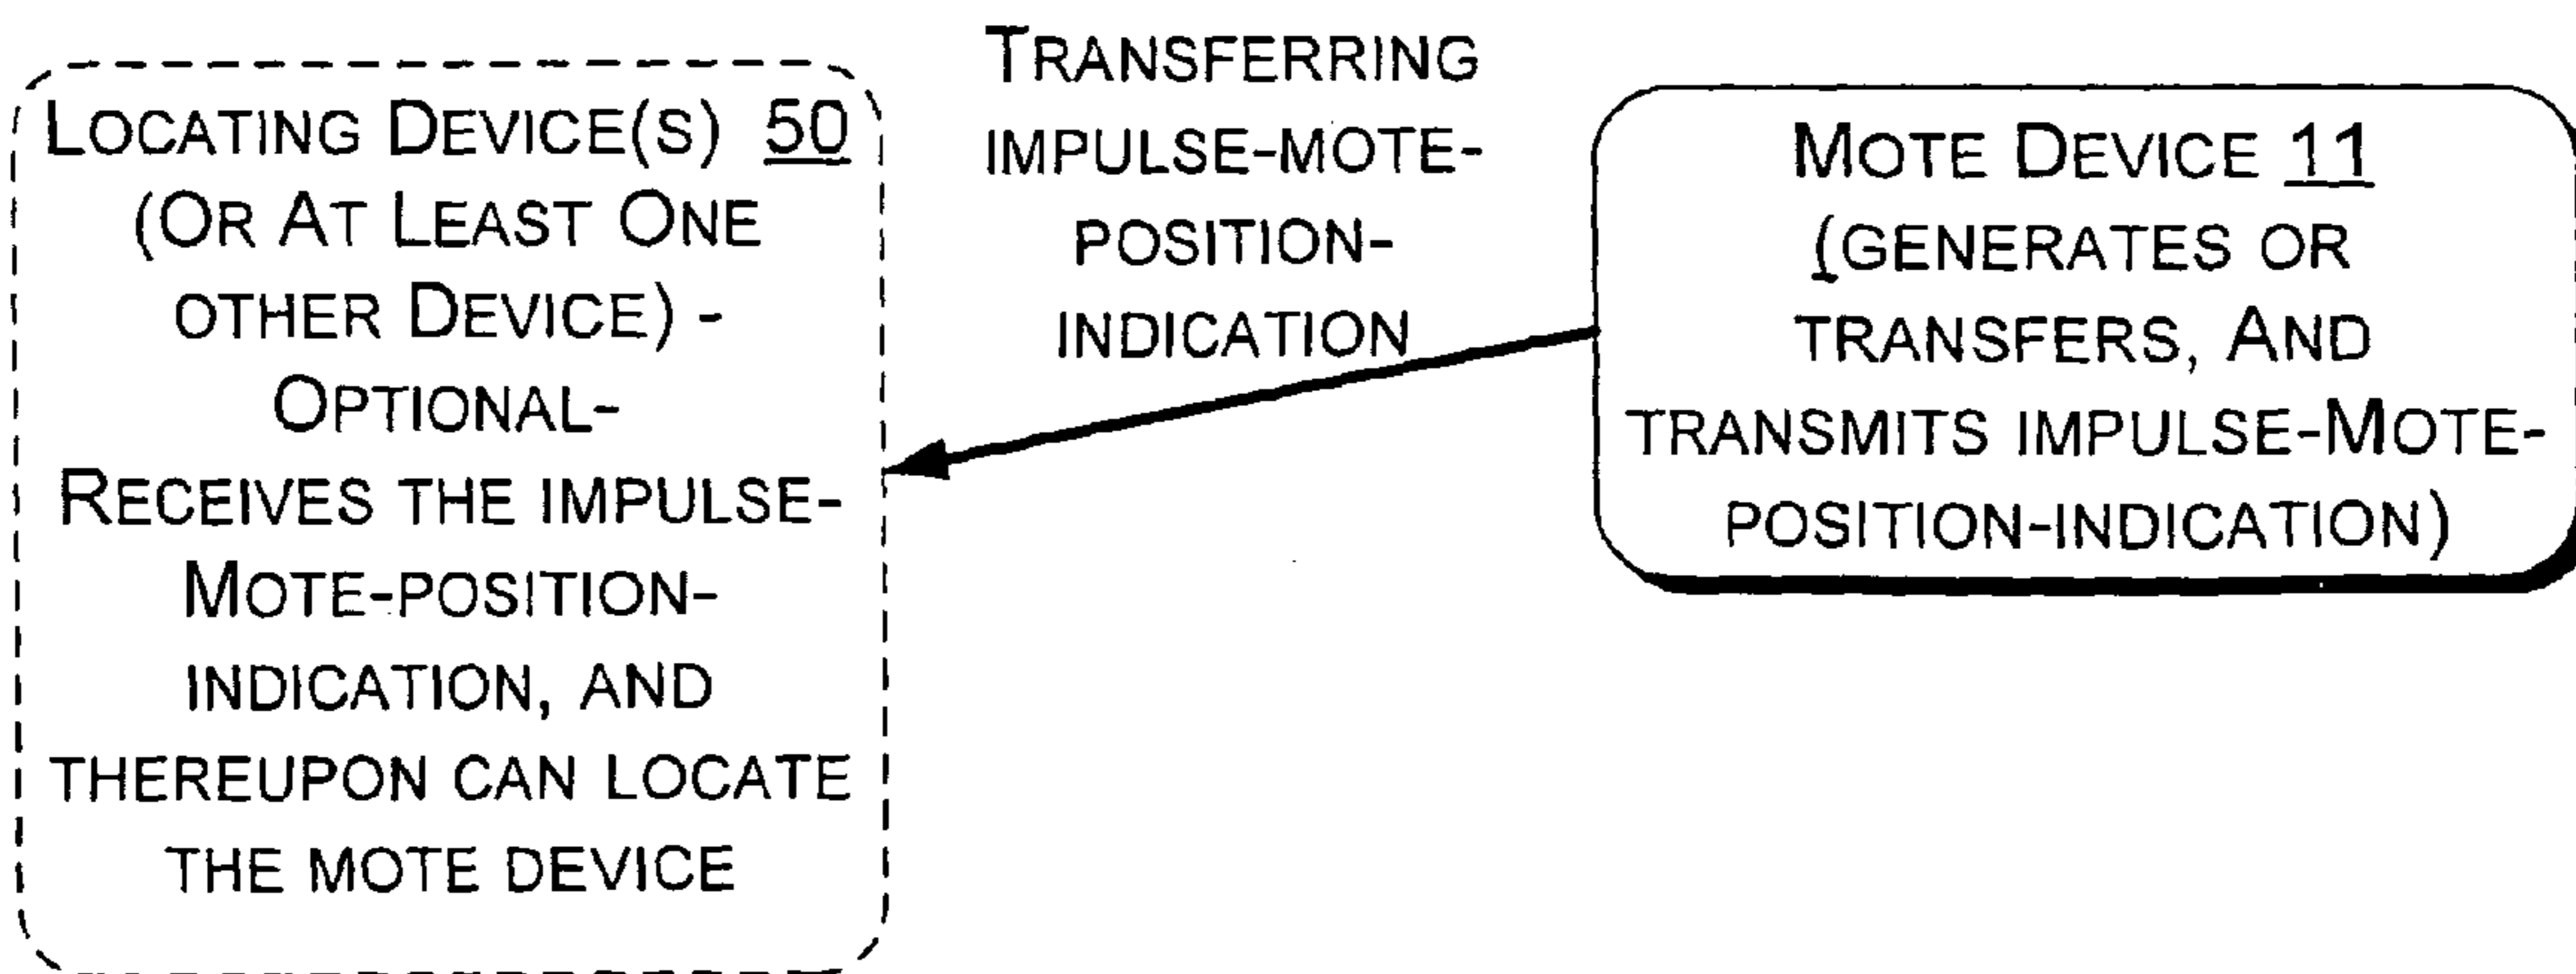 LOCATING DEVICE(S) 50
(OR AT LEAST ONE
OTHER DEVICE) -
OPTIONAL-
RECEIVES THE IMPULSE-
MOTE-POSITION-
INDICATION, AND
THEREUPON CAN LOCATE
THE MOTE DEVICE
TRANSFERRING
IMPULSE-MOTE-
POSITION-
INDICATION
MOTE DEVICE 11
(GENERATES OR
TRANSFERS, AND
TRANSMITS IMPULSE-MOTE-
POSITION-INDICATION)